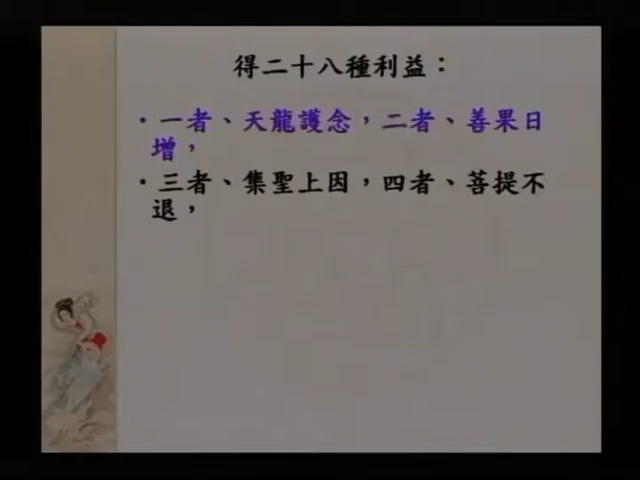 得二十八種利益：
·一者、天龍護念，二者、善果日
增，
·三者、集聖上因，四者、菩提不
退，